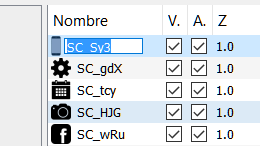 Nombre V. A. Z
SC_Sy3 1.0
SC_gdX 1.0
SC_tcy 1.0
SC_HJG 1.0
SC_wRu 1.0